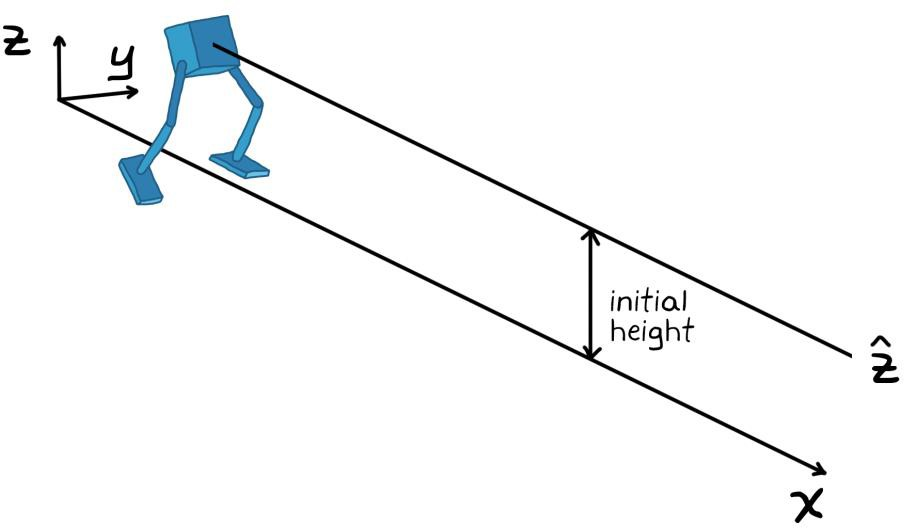 z
y
initial
height
ẑ
x